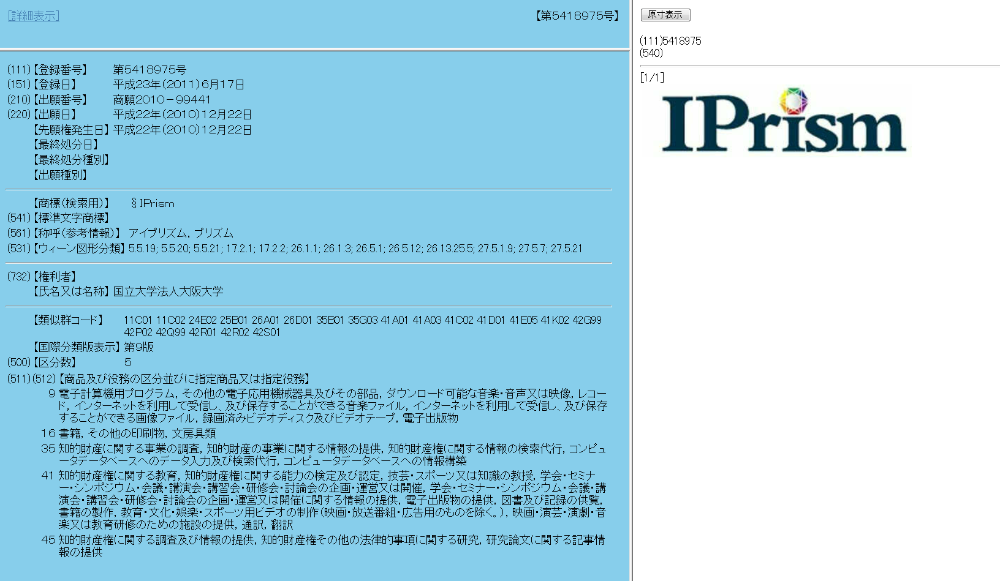 [詳細表示]
【第5418975号】
(111)【登録番号】 第5418975号
(151)【登録日】 平成23年(2011)6月17日
(210)【出願番号】 商願2010－99441
(220)【出願日】 平成22年(2010)12月22日
【先願権発生日】 平成22年(2010)12月22日
【最終処分日】
【最終処分種別】
【出願種別】
【商標(検索用)】 §IPrism
(541)【標準文字商標】
(561)【称呼(参考情報)】 アイプリズム，プリズム
(531)【ウィーン図形分類】 5.5.19; 5.5.20; 5.5.21; 17.2.1; 17.2.2; 26.1.1; 26.1.3; 26.5.1; 26.5.12; 26.13.25.5; 27.5.1.9; 27.5.7; 27.5.21
(732)【権利者】
【氏名又は名称】 国立大学法人大阪大学
【類似群コード】 11C01 11C02 24E02 25B01 26A01 26D01 35B01 35G03 41A01 41A03 41C02 41D01 41E05 41K02 42G99
42P02 42Q99 42R01 42R02 42S01
【国際分類版表示】 第9版
(500)【区分数】 5
(511)(512)【商品及び役務の区分並びに指定商品又は指定役務】
9 電子計算機用プログラム，その他の電子応用機械器具及びその部品，ダウンロード可能な音楽・音声又は映像，レコー
ド，インターネットを利用して受信し、及び保存することができる音楽ファイル，インターネットを利用して受信し、及び保存
することができる画像ファイル，録画済みビデオディスク及びビデオテープ，電子出版物
16 書籍，その他の印刷物，文房具類
35 知的財産に関する事業の調査，知的財産の事業に関する情報の提供，知的財産権に関する情報の検索代行，コンピュ
ータデータベースへのデータ入力及び検索代行，コンピュータデータベースへの情報構築
41 知的財産権に関する教育，知的財産権に関する能力の検定及び認定，技芸・スポーツ又は知識の教授，学会・セミナ
ー・シンポジウム・会議・講演会・講習会・研修会・討論会の企画・運営又は開催，学会・セミナー・シンポジウム・会議・講
演会・講習会・研修会・討論会の企画・運営又は開催に関する情報の提供，電子出版物の提供，図書及び記録の供覧，
書籍の製作，教育・文化・娯楽・スポーツ用ビデオの制作(映画・放送番組・広告用のものを除く。)，映画・演芸・演劇・音
楽又は教育研修のための施設の提供，通訳，翻訳
45 知的財産権に関する調査及び情報の提供，知的財産権その他の法律的事項に関する研究，研究論文に関する記事情
報の提供
原寸表示
(111)5418975
(540)
[1/1]
IPrism